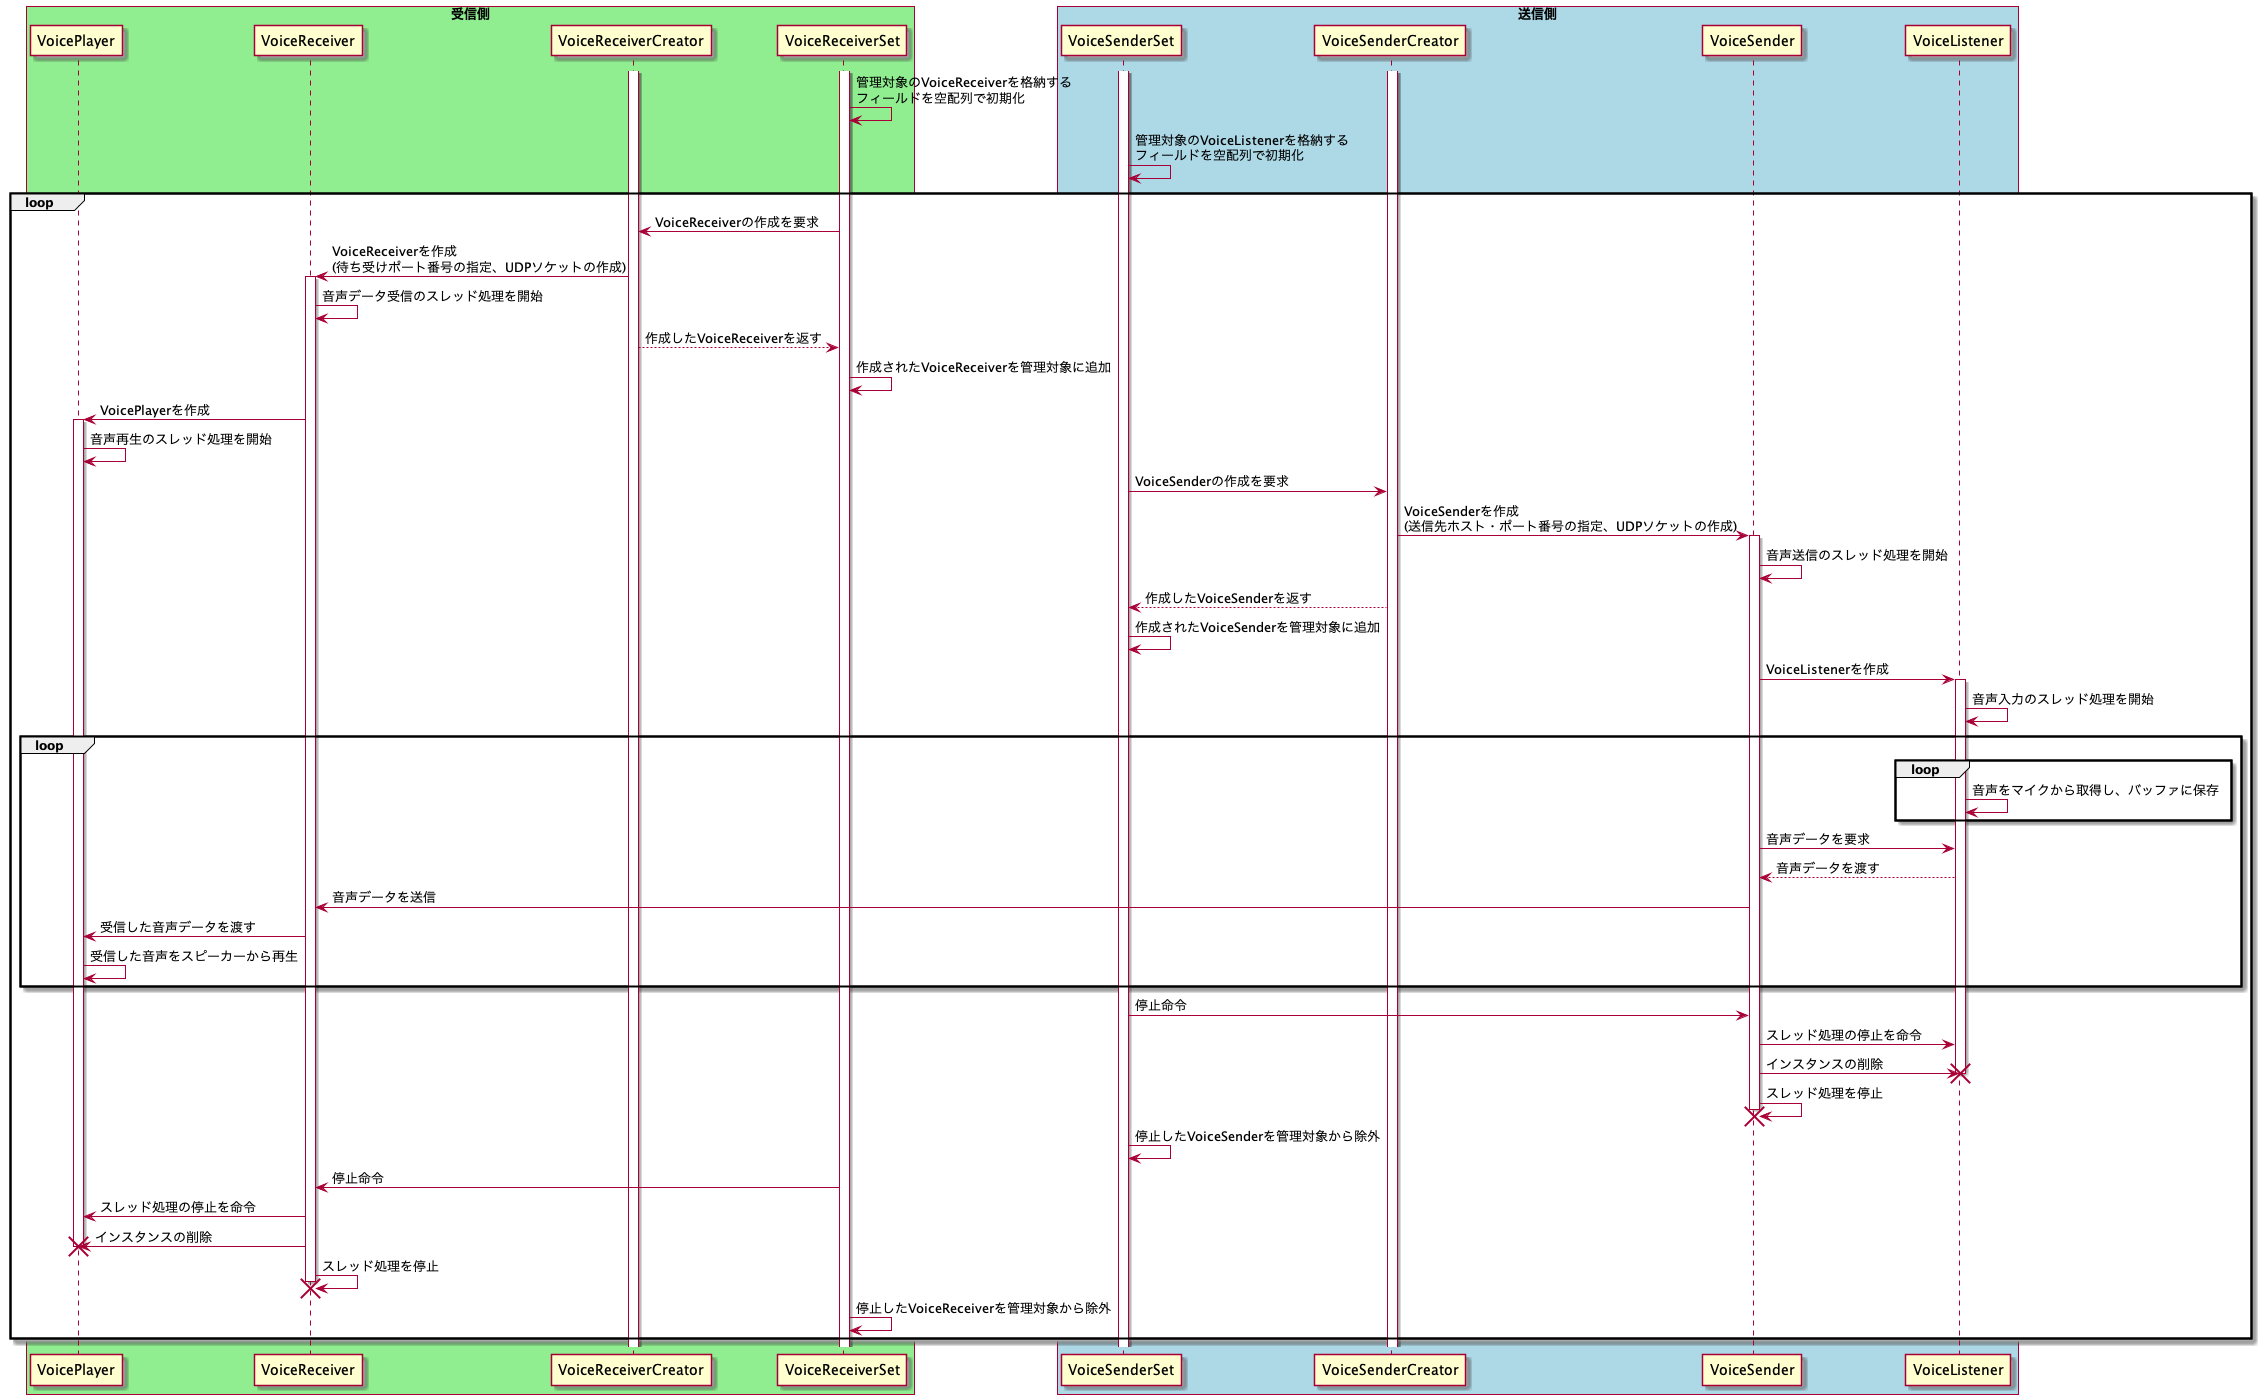 受信側
送信側
VoicePlayer
VoiceReceiver
VoiceReceiverCreator
VoiceReceiverSet
VoiceSenderSet
VoiceSenderCreator
VoiceSender
VoiceListener
管理対象のVoiceReceiverを格納する
フィールドを空配列で初期化
管理対象のVoiceListenerを格納する
フィールドを空配列で初期化
loop
VoiceReceiverの作成を要求
VoiceReceiverを作成
(待ち受けポート番号の指定、UDPソケットの作成)
音声データ受信のスレッド処理を開始
作成したVoiceReceiverを返す
作成されたVoiceReceiverを管理対象に追加
VoicePlayerを作成
音声再生のスレッド処理を開始
VoiceSenderの作成を要求
VoiceSenderを作成
(送信先ホスト・ポート番号の指定、UDPソケットの作成)
音声送信のスレッド処理を開始
作成したVoiceSenderを返す
作成されたVoiceSenderを管理対象に追加
VoiceListenerを作成
音声入力のスレッド処理を開始
loop
loop
音声をマイクから取得し、バッファに保存
音声データを要求
音声データを渡す
音声データを送信
受信した音声データを渡す
受信した音声をスピーカーから再生
停止命令
スレッド処理の停止を命令
インスタンスの削除
スレッド処理を停止
停止したVoiceSenderを管理対象から除外
停止命令
スレッド処理の停止を命令
インスタンスの削除
スレッド処理を停止
停止したVoiceReceiverを管理対象から除外
VoicePlayer
VoiceReceiver
VoiceReceiverCreator
VoiceReceiverSet
VoiceSenderSet
VoiceSenderCreator
VoiceSender
VoiceListener